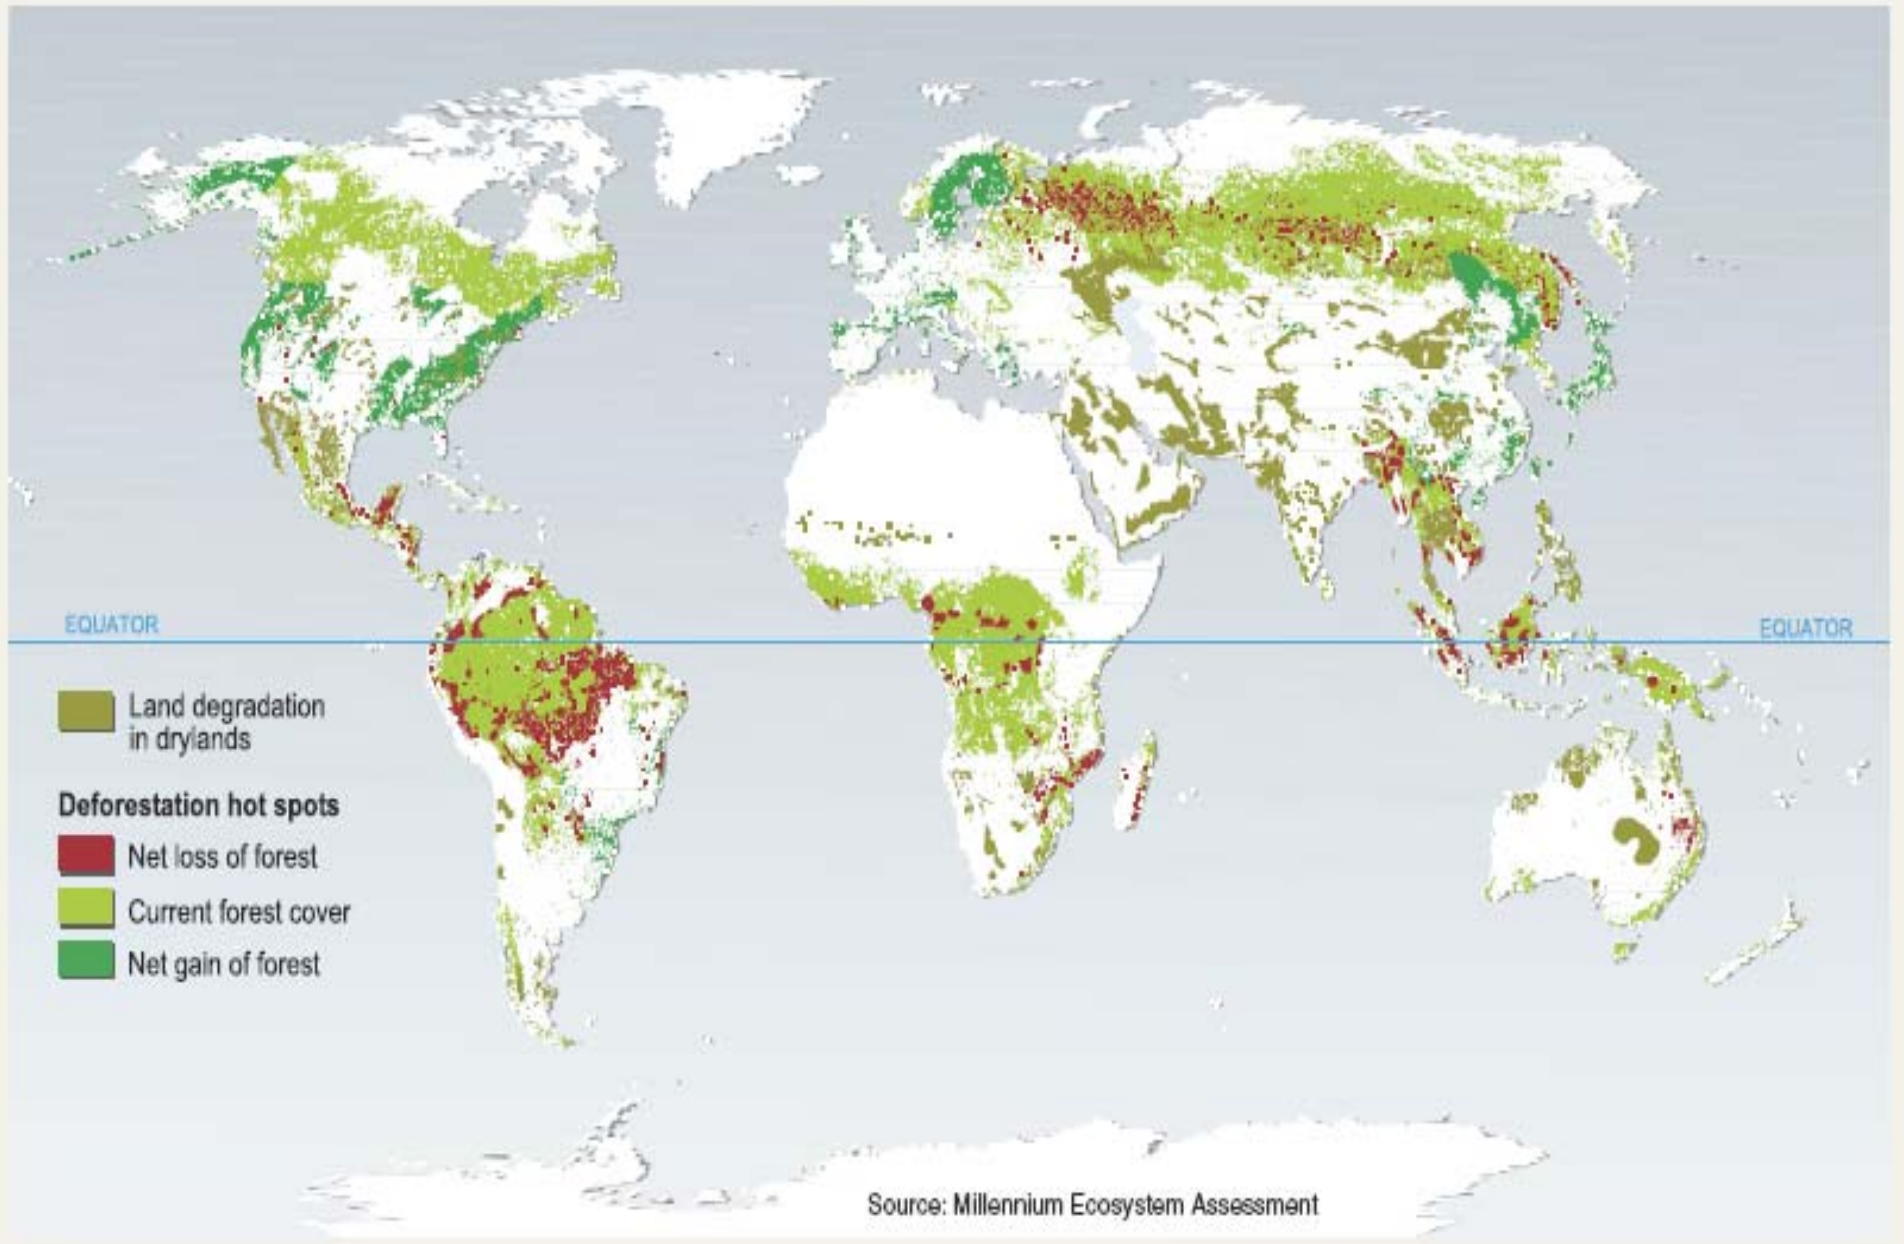 EQUATOR
EQUATOR
Land degradation
in drylands
Deforestation hot spots
Net loss of forest
Current forest cover
Net gain of forest
Source: Millennium Ecosystem Assessment